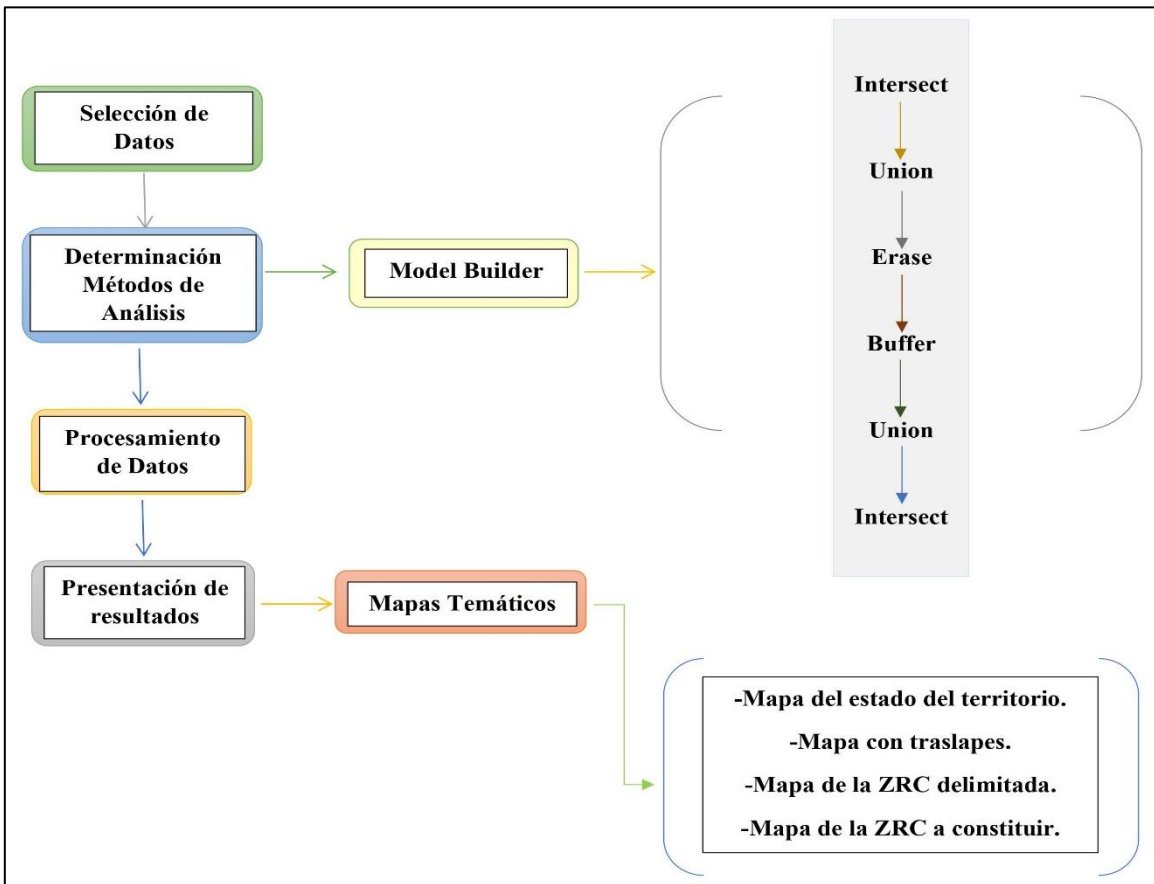 Selección de
Datos
Determinación
Métodos de
Análisis
Model Builder
Procesamiento
de Datos
Presentación de
resultados
Mapas Temáticos
Intersect
Union
Erase
Buffer
Union
Intersect
-Mapa del estado del territorio.
-Mapa con traslapes.
-Mapa de la ZRC delimitada.
-Mapa de la ZRC a constituir.